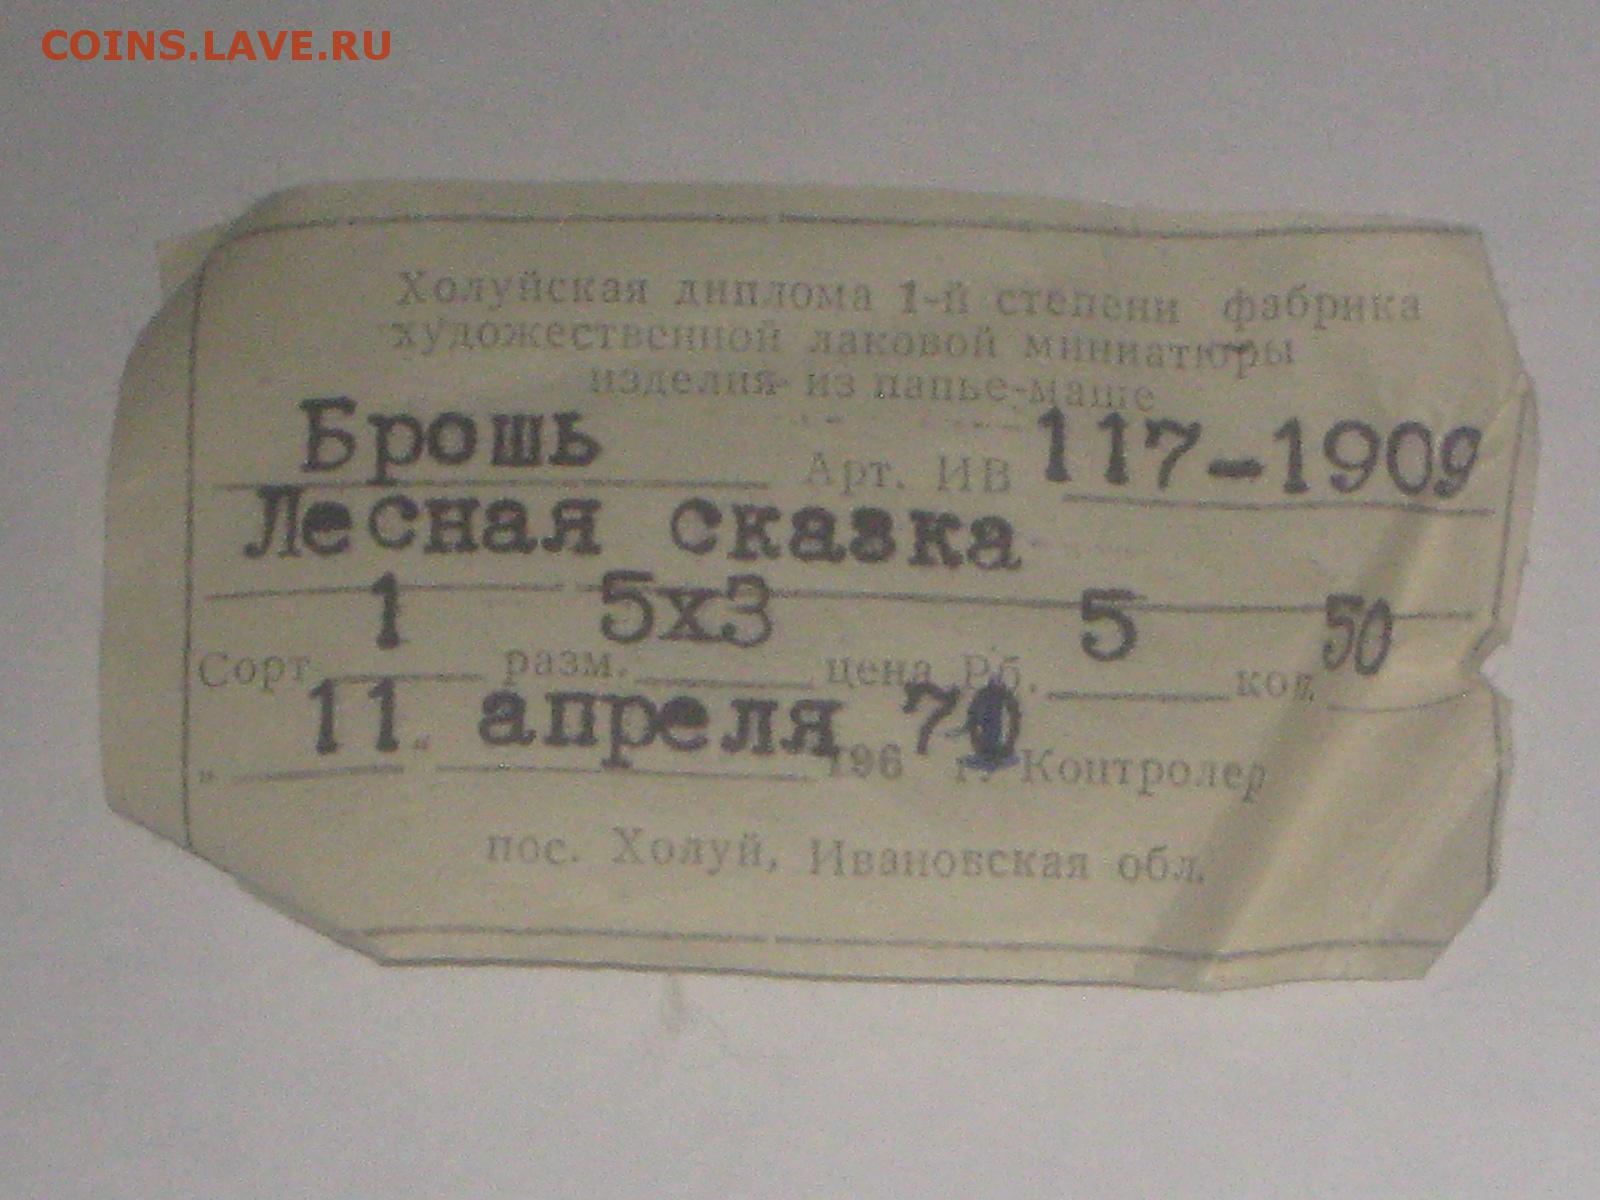 COINS.LAVE.RU
Холуйская диплома 1-й степени фабрика
художественной лаковой миниатюры
изделия из папье-маше
Брошь Арт. ИВ 117-1909
Лесная сказка
Сорт 1 разм. 5х3 цена Рб. 5 коп. 50
„ 11 “ апреля 196 71 г. Контролер
пос. Холуй, Ивановская обл.